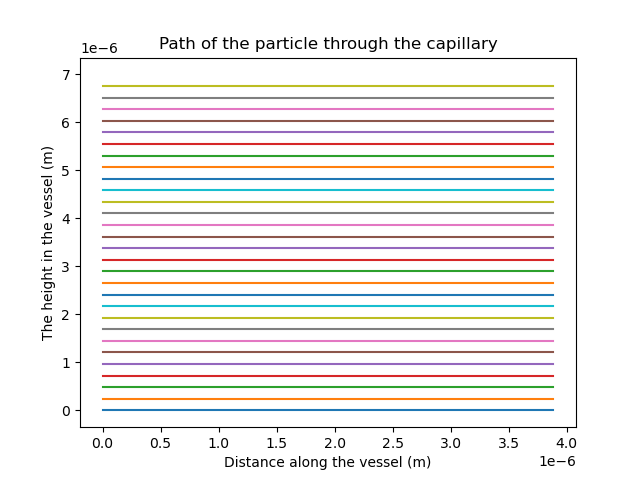 Path of the particle through the capillary
1e−6
7
6
5
4
3
2
1
0
The height in the vessel (m)
0.0 0.5 1.0 1.5 2.0 2.5 3.0 3.5 4.0
1e−6
Distance along the vessel (m)